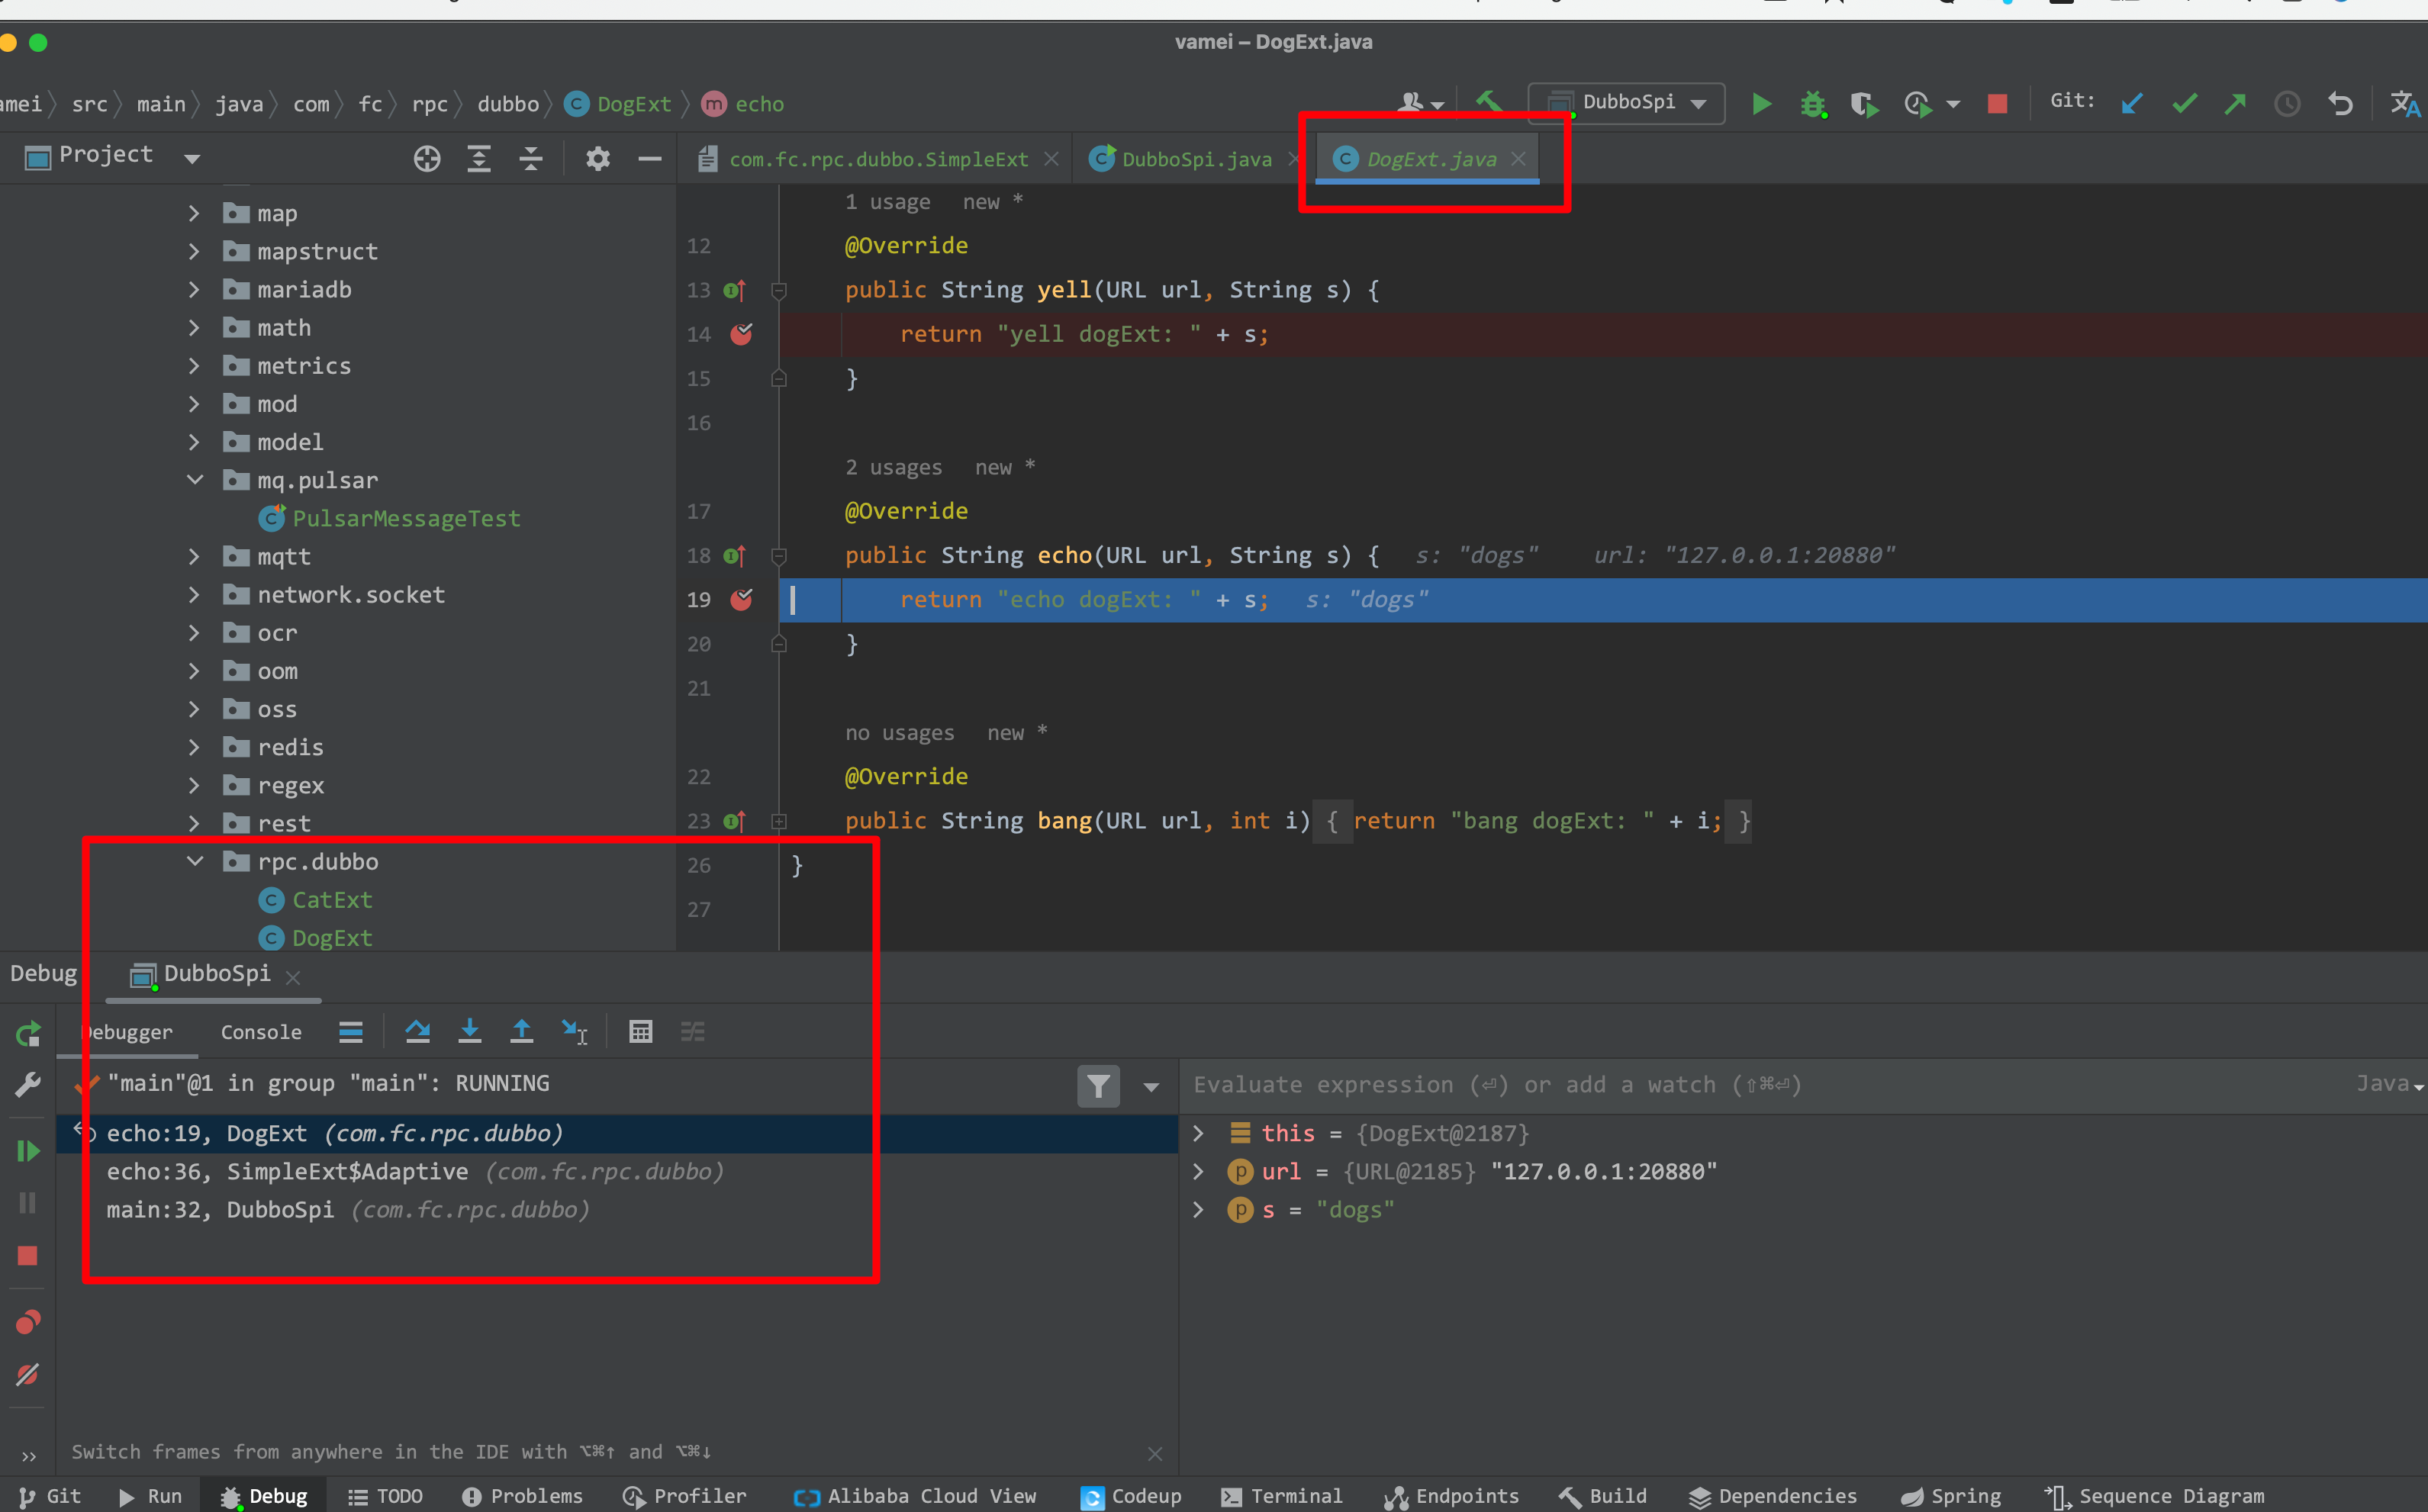 vamei – DogExt.java
amei src main java com fc rpc dubbo DogExt echo
DubboSpi
Git:
Project
com.fc.rpc.dubbo.SimpleExt
DubboSpi.java
DogExt.java
map
mapstruct
mariadb
math
metrics
mod
model
mq.pulsar
PulsarMessageTest
mqtt
network.socket
ocr
oom
oss
redis
regex
rest
rpc.dubbo
CatExt
DogExt
1 usage new *
12 @Override
13 public String yell(URL url, String s) {
14 return "yell dogExt: " + s;
15 }
16
2 usages new *
17 @Override
18 public String echo(URL url, String s) { s: "dogs" url: "127.0.0.1:20880"
19 return "echo dogExt: " + s; s: "dogs"
20 }
21
no usages new *
22 @Override
23 public String bang(URL url, int i) { return "bang dogExt: " + i; }
26 }
27
Debug DubboSpi
Debugger Console
"main"@1 in group "main": RUNNING
echo:19, DogExt (com.fc.rpc.dubbo)
echo:36, SimpleExt$Adaptive (com.fc.rpc.dubbo)
main:32, DubboSpi (com.fc.rpc.dubbo)
Evaluate expression (⏎) or add a watch (⇧⌘⏎) Java
this = {DogExt@2187}
url = {URL@2185} "127.0.0.1:20880"
s = "dogs"
Switch frames from anywhere in the IDE with ⌥⌘↑ and ⌥⌘↓
Git Run Debug TODO Problems Profiler Alibaba Cloud View Codeup Terminal Endpoints Build Dependencies Spring Sequence Diagram